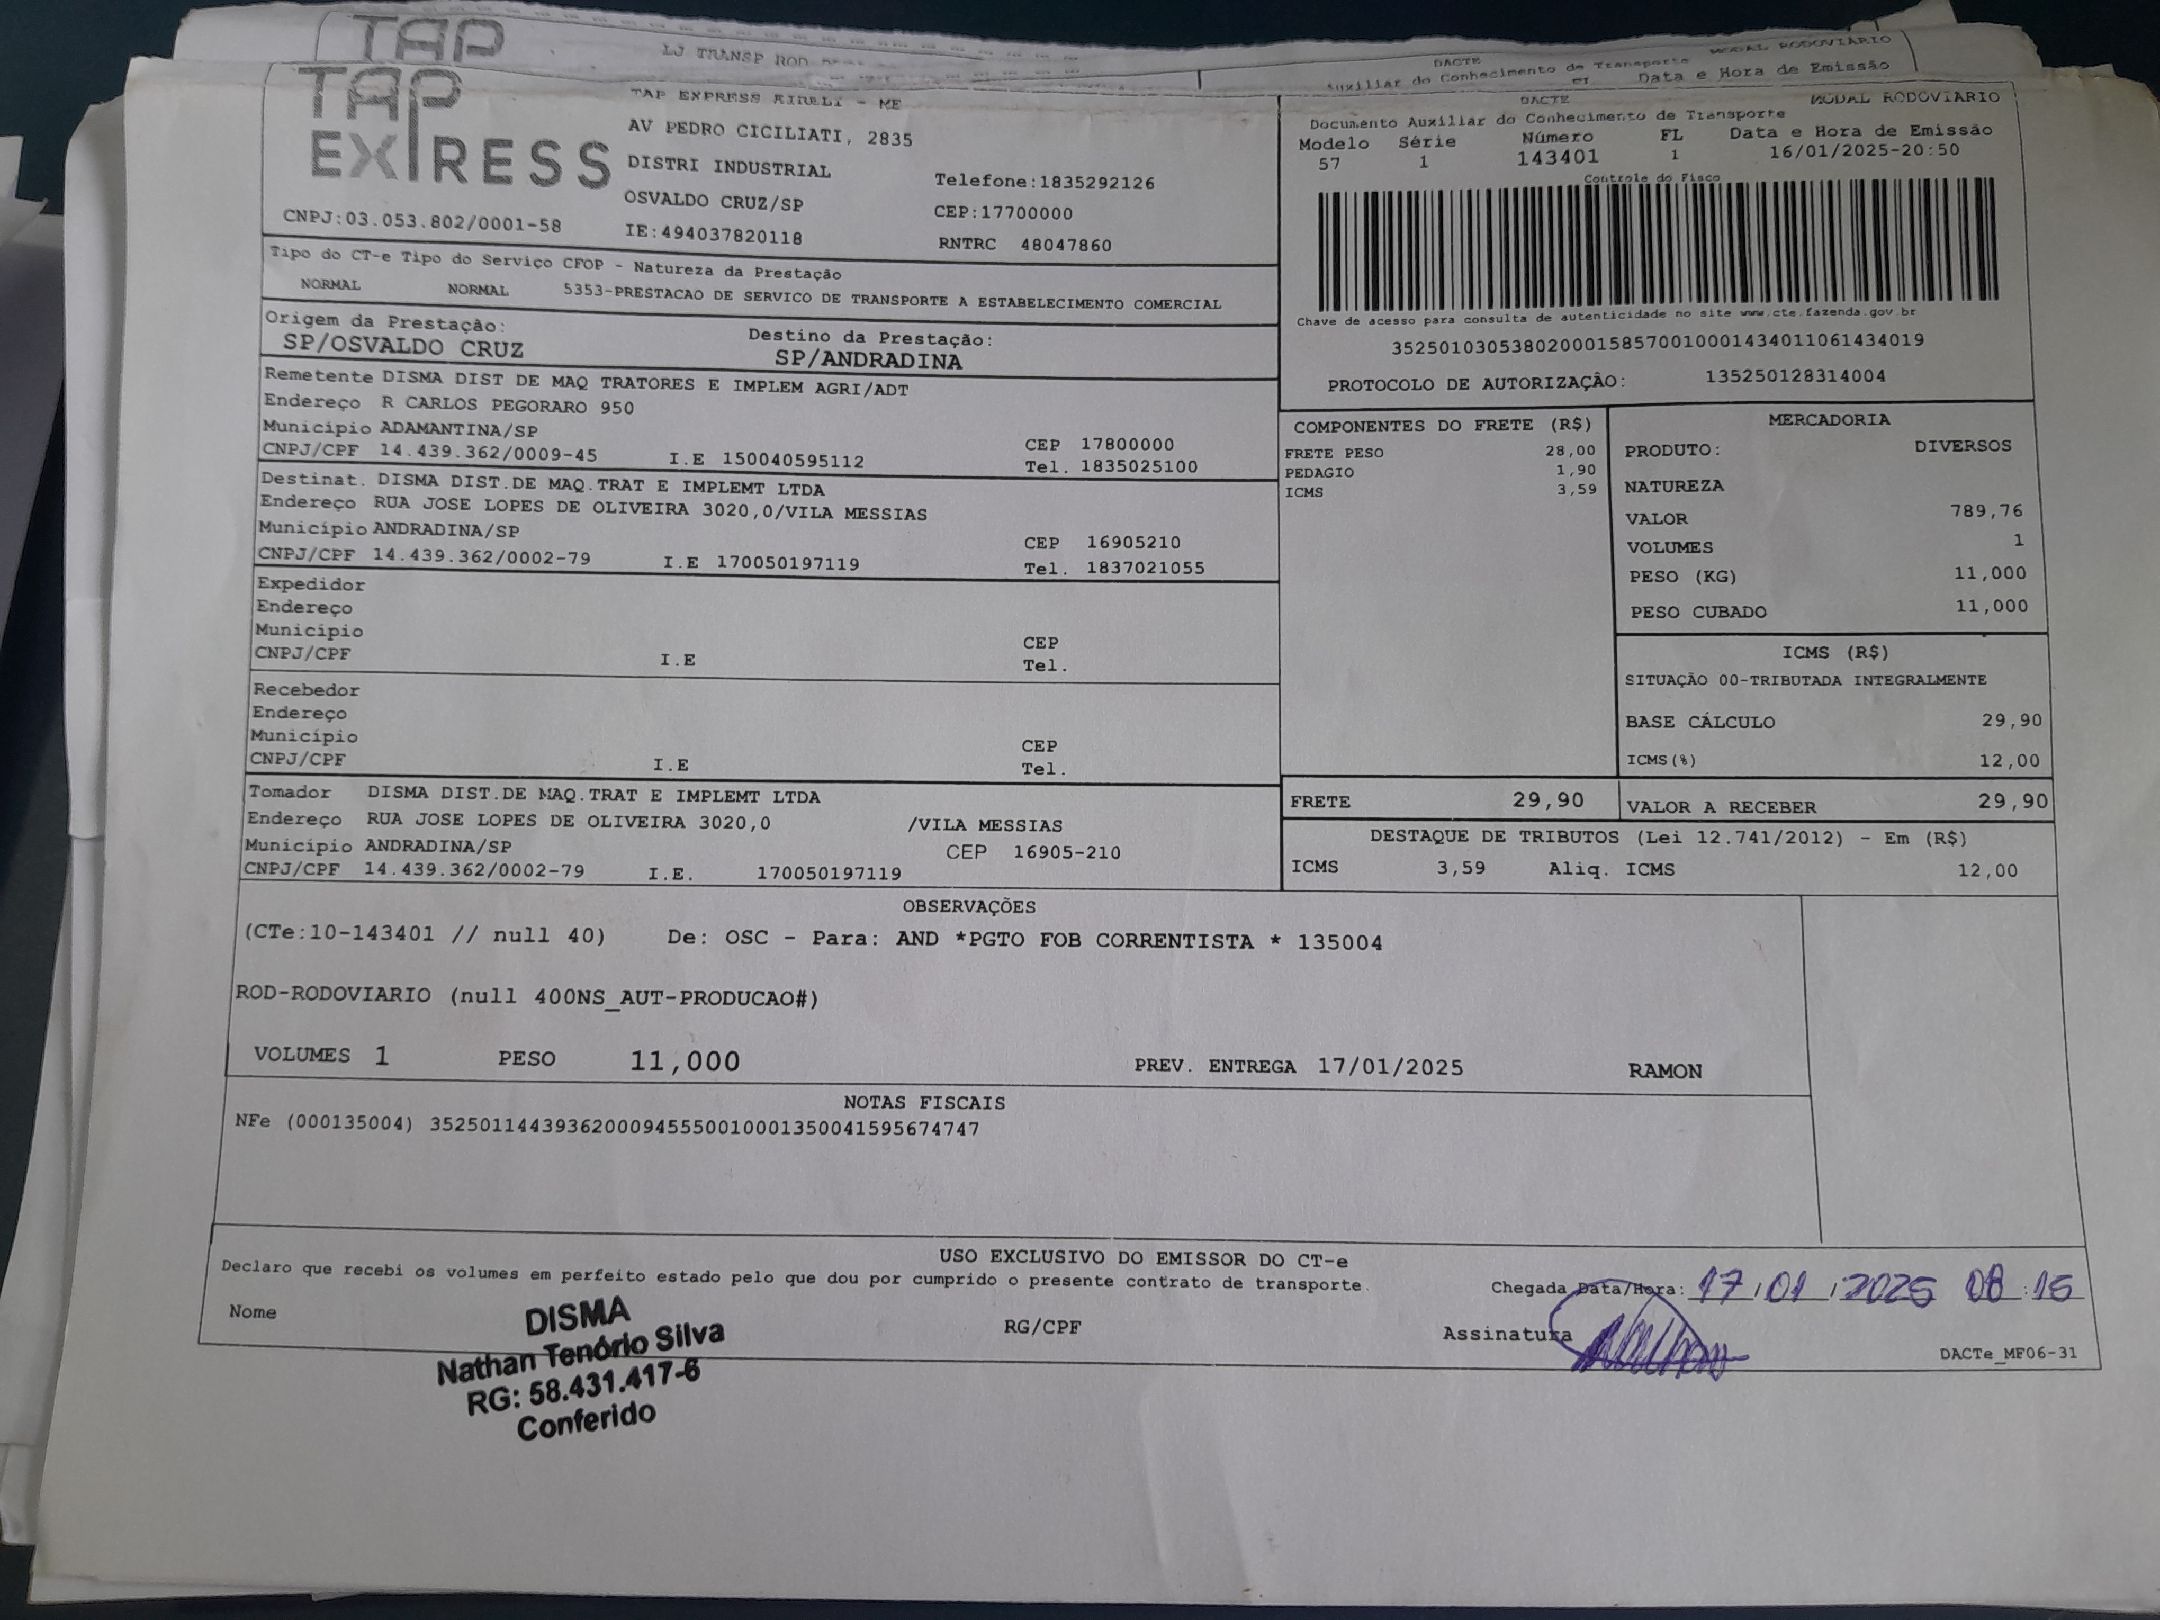 TAP
LJ TRANSP ROD
DACTE
MODAL RODOVIARIO
Auxiliar do Conhecimento de Transporte
Data e Hora de Emissão
TAP
EXPRESS
CNPJ:03.053.802/0001-58
TAP EXPRESS EIRELI - ME
AV PEDRO CICILIATI, 2835
DISTRI INDUSTRIAL
OSVALDO CRUZ/SP
IE:494037820118
Telefone:1835292126
CEP:17700000
RNTRC 48047860
DACTE
MODAL RODOVIARIO
Documento Auxiliar do Conhecimento de Transporte
Modelo Série Número FL Data e Hora de Emissão
57 1 143401 1 16/01/2025-20:50
Controle do Fisco
Chave de acesso para consulta de autenticidade no site www.cte.fazenda.gov.br
35250103053802000158570010001434011061434019
PROTOCOLO DE AUTORIZAÇÃO: 135250128314004
Tipo do CT-e Tipo do Serviço CFOP - Natureza da Prestação
NORMAL NORMAL 5353-PRESTACAO DE SERVICO DE TRANSPORTE A ESTABELECIMENTO COMERCIAL
Origem da Prestação: Destino da Prestação:
SP/OSVALDO CRUZ SP/ANDRADINA
Remetente DISMA DIST DE MAQ TRATORES E IMPLEM AGRI/ADT
Endereço R CARLOS PEGORARO 950
Município ADAMANTINA/SP CEP 17800000
CNPJ/CPF 14.439.362/0009-45 I.E 150040595112 Tel. 1835025100
Destinat. DISMA DIST.DE MAQ.TRAT E IMPLEMT LTDA
Endereço RUA JOSE LOPES DE OLIVEIRA 3020,0/VILA MESSIAS
Município ANDRADINA/SP CEP 16905210
CNPJ/CPF 14.439.362/0002-79 I.E 170050197119 Tel. 1837021055
Expedidor
Endereço
Município CEP
CNPJ/CPF I.E Tel.
Recebedor
Endereço
Município CEP
CNPJ/CPF I.E Tel.
Tomador DISMA DIST.DE MAQ.TRAT E IMPLEMT LTDA
Endereço RUA JOSE LOPES DE OLIVEIRA 3020,0 /VILA MESSIAS
Município ANDRADINA/SP CEP 16905-210
CNPJ/CPF 14.439.362/0002-79 I.E. 170050197119
COMPONENTES DO FRETE (R$)
FRETE PESO 28,00
PEDAGIO 1,90
ICMS 3,59
MERCADORIA
PRODUTO: DIVERSOS
NATUREZA
VALOR 789,76
VOLUMES 1
PESO (KG) 11,000
PESO CUBADO 11,000
ICMS (R$)
SITUAÇÃO 00-TRIBUTADA INTEGRALMENTE
BASE CÁLCULO 29,90
ICMS(%) 12,00
FRETE 29,90 VALOR A RECEBER 29,90
DESTAQUE DE TRIBUTOS (Lei 12.741/2012) - Em (R$)
ICMS 3,59 Aliq. ICMS 12,00
OBSERVAÇÕES
(CTe:10-143401 // null 40) De: OSC - Para: AND *PGTO FOB CORRENTISTA * 135004
ROD-RODOVIARIO (null 400NS_AUT-PRODUCAO#)
VOLUMES 1 PESO 11,000 PREV. ENTREGA 17/01/2025 RAMON
NOTAS FISCAIS
NFe (000135004) 35250114439362000945550010001350041595674747
USO EXCLUSIVO DO EMISSOR DO CT-e
Declaro que recebi os volumes em perfeito estado pelo que dou por cumprido o presente contrato de transporte.
Chegada Data/Hora: 17/01/2025 08:15
Nome RG/CPF Assinatura
DACTe_MF06-31
DISMA
Nathan Tenório Silva
RG: 58.431.417-6
Conferido